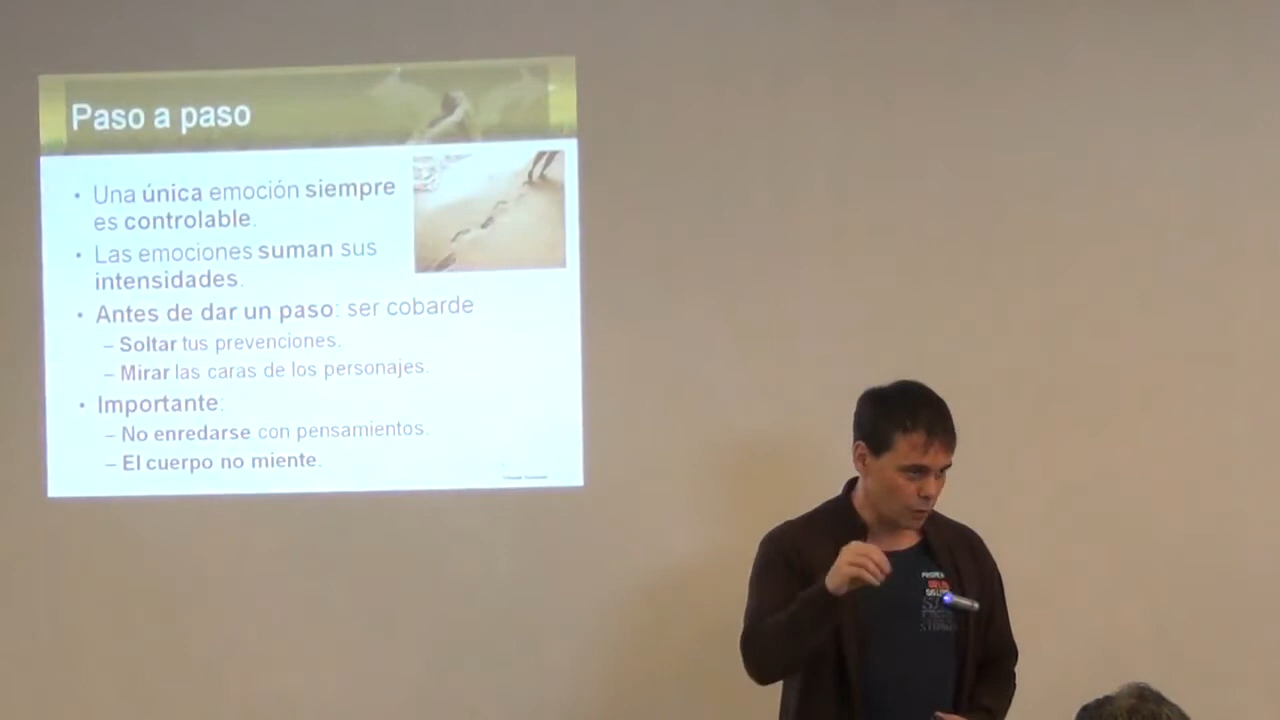 Paso a paso
• Una única emoción siempre
es controlable.
• Las emociones suman sus
intensidades.
• Antes de dar un paso: ser cobarde
– Soltar tus prevenciones.
– Mirar las caras de los personajes.
• Importante:
– No enredarse con pensamientos.
– El cuerpo no miente.